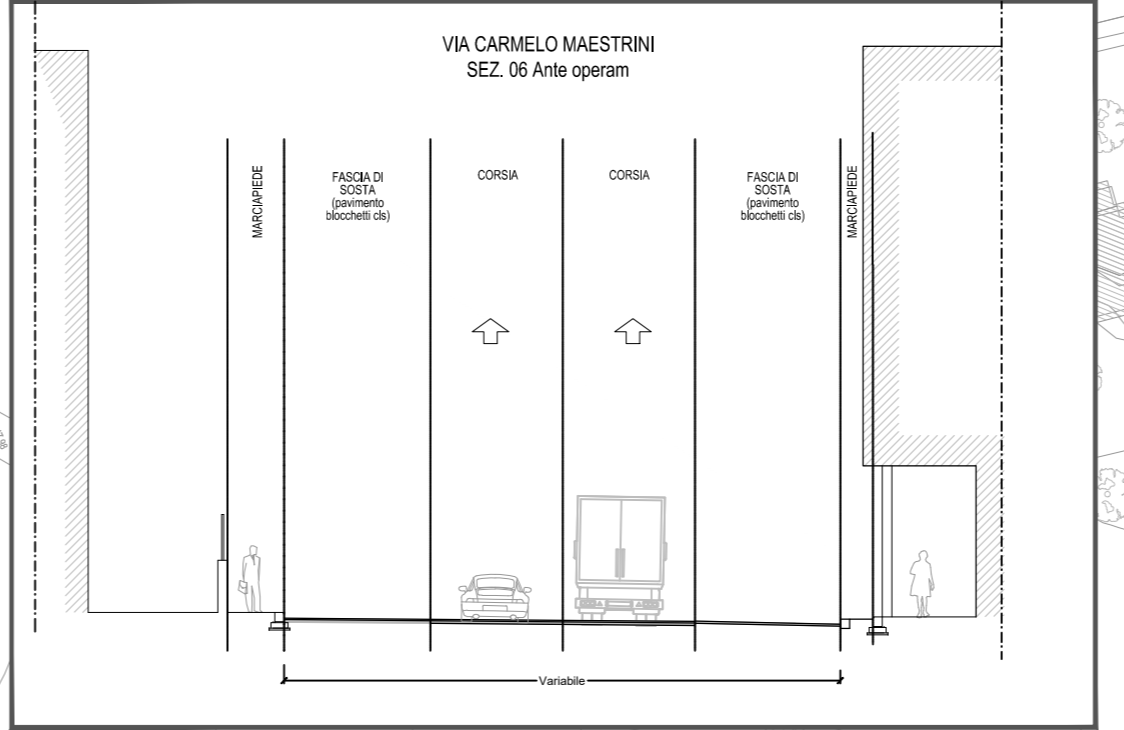 VIA CARMELO MAESTRINI
SEZ. 06 Ante operam
MARCIAPIEDE
FASCIA DI
SOSTA
(pavimento
blocchetti cls)
CORSIA
CORSIA
FASCIA DI
SOSTA
(pavimento
blocchetti cls)
MARCIAPIEDE
Variabile